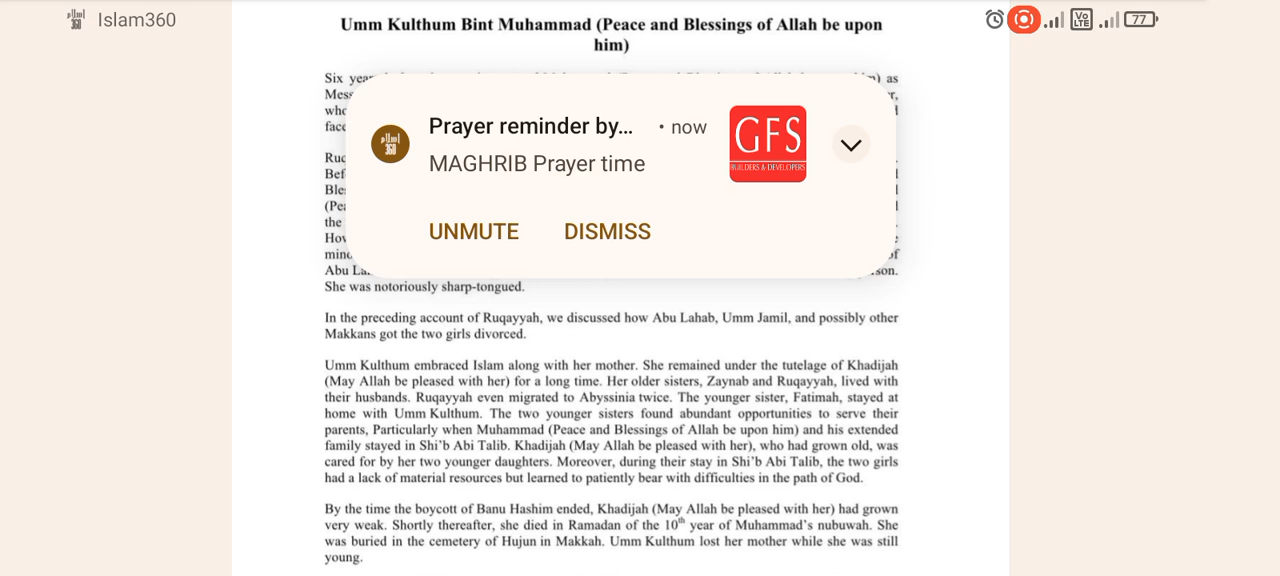 Islam360
77
Umm Kulthum Bint Muhammad (Peace and Blessings of Allah be upon
him)
Six as
Mess
who
face
Prayer reminder by... • now
MAGHRIB Prayer time
GFS
BUILDERS & DEVELOPERS
UNMUTE DISMISS
the
Abu La
She was notoriously sharp-tongued.
In the preceding account of Ruqayyah, we discussed how Abu Lahab, Umm Jamil, and possibly other
Makkans got the two girls divorced.
Umm Kulthum embraced Islam along with her mother. She remained under the tutelage of Khadijah
(May Allah be pleased with her) for a long time. Her older sisters, Zaynab and Ruqayyah, lived with
their husbands. Ruqayyah even migrated to Abyssinia twice. The younger sister, Fatimah, stayed at
home with Umm Kulthum. The two younger sisters found abundant opportunities to serve their
parents, Particularly when Muhammad (Peace and Blessings of Allah be upon him) and his extended
family stayed in Shi’b Abi Talib. Khadijah (May Allah be pleased with her), who had grown old, was
cared for by her two younger daughters. Moreover, during their stay in Shi’b Abi Talib, the two girls
had a lack of material resources but learned to patiently bear with difficulties in the path of God.
By the time the boycott of Banu Hashim ended, Khadijah (May Allah be pleased with her) had grown
very weak. Shortly thereafter, she died in Ramadan of the 10th year of Muhammad’s nubuwah. She
was buried in the cemetery of Hujun in Makkah. Umm Kulthum lost her mother while she was still
young.